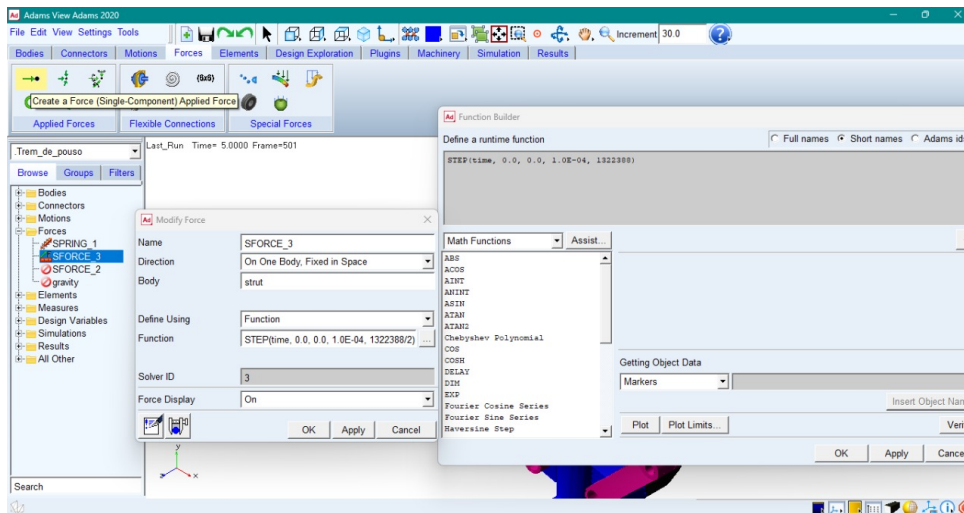 Adams View Adams 2020
File Edit View Settings Tools
Increment 30.0
Bodies Connectors Motions Forces Elements Design Exploration Plugins Machinery Simulation Results
{6x6}
Create a Force (Single-Component) Applied Force
Applied Forces Flexible Connections Special Forces
.Trem_de_pouso
Browse Groups Filters
Bodies
Connectors
Motions
Forces
SPRING_1
SFORCE_3
SFORCE_2
gravity
Elements
Measures
Design Variables
Simulations
Results
All Other
Search
Last_Run Time= 5.0000 Frame=501
Modify Force
Name SFORCE_3
Direction On One Body, Fixed in Space
Body strut
Define Using Function
Function STEP(time, 0.0, 0.0, 1.0E-04, 1322388/2) ...
Solver ID 3
Force Display On
OK Apply Cancel
y
x
Function Builder
Define a runtime function Full names Short names Adams ids
STEP(time, 0.0, 0.0, 1.0E-04, 1322388)
Math Functions Assist...
ABS
ACOS
AINT
ANINT
ASIN
ATAN
ATAN2
Chebyshev Polynomial
COS
COSH
DELAY
DIM
EXP
Fourier Cosine Series
Fourier Sine Series
Haversine Step
Getting Object Data
Markers
Insert Object Nam
Plot Plot Limits... Veri
OK Apply Cance